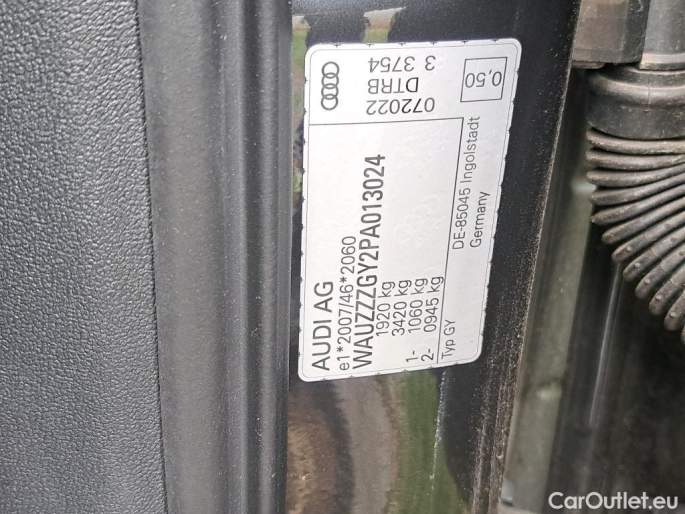 AUDI AG
e1*2007/46*2060
WAUZZZGY2PA013024
1920 kg
3420 kg
1- 1060 kg
2- 0945 kg
Typ GY
072022
DTRB
3 3754
0,50
DE-85045 Ingolstadt
Germany
CarOutlet.eu